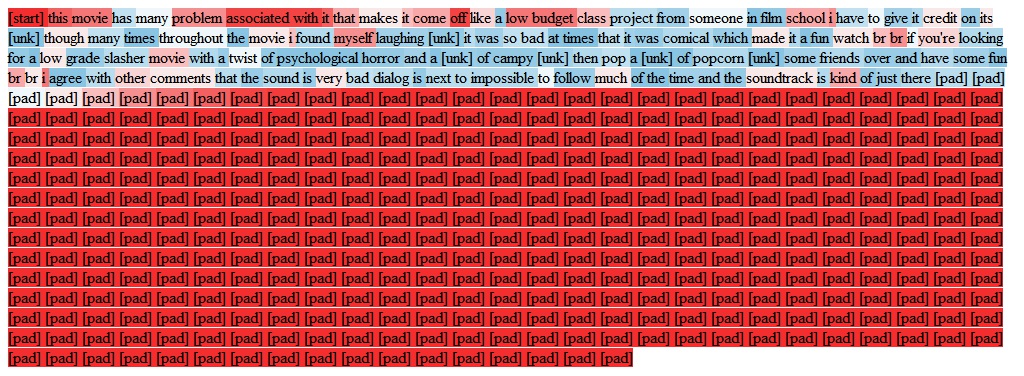 [start] this movie has many problem associated with it that makes it come off like a low budget class project from someone in film school i have to give it credit on its
[unk] though many times throughout the movie i found myself laughing [unk] it was so bad at times that it was comical which made it a fun watch br br if you're looking
for a low grade slasher movie with a twist of psychological horror and a [unk] of campy [unk] then pop a [unk] of popcorn [unk] some friends over and have some fun
br br i agree with other comments that the sound is very bad dialog is next to impossible to follow much of the time and the soundtrack is kind of just there [pad] [pad]
[pad] [pad] [pad] [pad] [pad] [pad] [pad] [pad] [pad] [pad] [pad] [pad] [pad] [pad] [pad] [pad] [pad] [pad] [pad] [pad] [pad] [pad] [pad] [pad] [pad] [pad] [pad]
[pad] [pad] [pad] [pad] [pad] [pad] [pad] [pad] [pad] [pad] [pad] [pad] [pad] [pad] [pad] [pad] [pad] [pad] [pad] [pad] [pad] [pad] [pad] [pad] [pad] [pad] [pad]
[pad] [pad] [pad] [pad] [pad] [pad] [pad] [pad] [pad] [pad] [pad] [pad] [pad] [pad] [pad] [pad] [pad] [pad] [pad] [pad] [pad] [pad] [pad] [pad] [pad] [pad] [pad]
[pad] [pad] [pad] [pad] [pad] [pad] [pad] [pad] [pad] [pad] [pad] [pad] [pad] [pad] [pad] [pad] [pad] [pad] [pad] [pad] [pad] [pad] [pad] [pad] [pad] [pad] [pad]
[pad] [pad] [pad] [pad] [pad] [pad] [pad] [pad] [pad] [pad] [pad] [pad] [pad] [pad] [pad] [pad] [pad] [pad] [pad] [pad] [pad] [pad] [pad] [pad] [pad] [pad] [pad]
[pad] [pad] [pad] [pad] [pad] [pad] [pad] [pad] [pad] [pad] [pad] [pad] [pad] [pad] [pad] [pad] [pad] [pad] [pad] [pad] [pad] [pad] [pad] [pad] [pad] [pad] [pad]
[pad] [pad] [pad] [pad] [pad] [pad] [pad] [pad] [pad] [pad] [pad] [pad] [pad] [pad] [pad] [pad] [pad] [pad] [pad] [pad] [pad] [pad] [pad] [pad] [pad] [pad] [pad]
[pad] [pad] [pad] [pad] [pad] [pad] [pad] [pad] [pad] [pad] [pad] [pad] [pad] [pad] [pad] [pad] [pad] [pad] [pad] [pad] [pad] [pad] [pad] [pad] [pad] [pad] [pad]
[pad] [pad] [pad] [pad] [pad] [pad] [pad] [pad] [pad] [pad] [pad] [pad] [pad] [pad] [pad] [pad] [pad] [pad] [pad] [pad] [pad] [pad] [pad] [pad] [pad] [pad] [pad]
[pad] [pad] [pad] [pad] [pad] [pad] [pad] [pad] [pad] [pad] [pad] [pad] [pad] [pad] [pad] [pad] [pad] [pad] [pad] [pad] [pad] [pad] [pad] [pad] [pad] [pad] [pad]
[pad] [pad] [pad] [pad] [pad] [pad] [pad] [pad] [pad] [pad] [pad] [pad] [pad] [pad] [pad] [pad] [pad] [pad] [pad] [pad] [pad] [pad] [pad] [pad] [pad] [pad] [pad]
[pad] [pad] [pad] [pad] [pad] [pad] [pad] [pad] [pad] [pad] [pad] [pad] [pad] [pad] [pad] [pad] [pad] [pad] [pad] [pad] [pad] [pad] [pad] [pad] [pad] [pad] [pad]
[pad] [pad] [pad] [pad] [pad] [pad] [pad] [pad] [pad] [pad] [pad] [pad] [pad] [pad] [pad] [pad] [pad] [pad] [pad] [pad] [pad] [pad] [pad] [pad] [pad] [pad] [pad]
[pad] [pad] [pad] [pad] [pad] [pad] [pad] [pad] [pad] [pad] [pad] [pad] [pad] [pad] [pad] [pad] [pad]